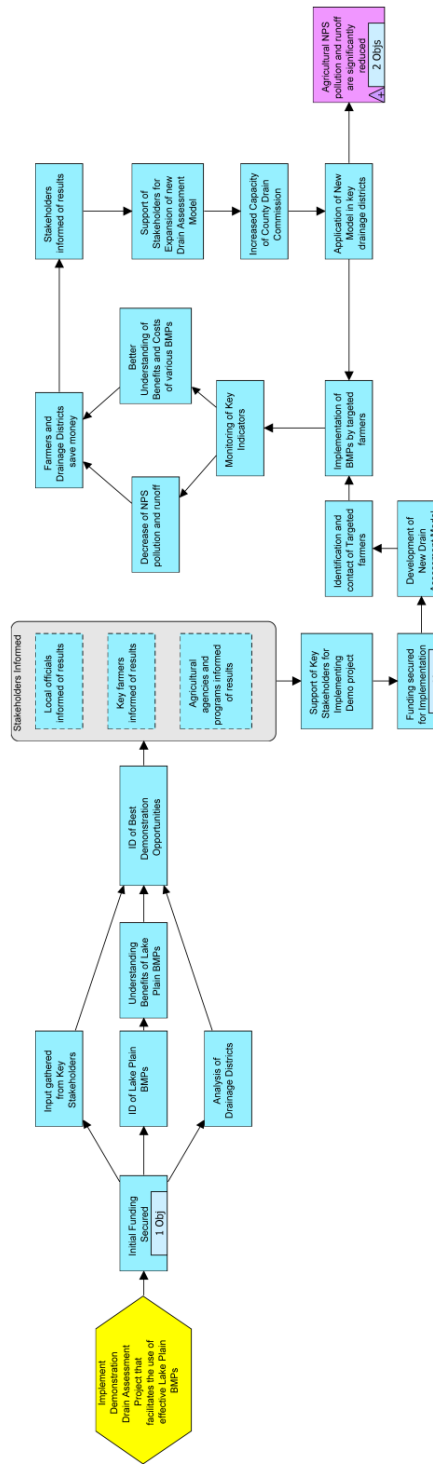 Implement
Demonstration
Drain Assessment
Project that
facilitates the use of
effective Lake Plain
BMPs
Initial Funding
Secured
1 Obj
Input gathered
from Key
Stakeholders
ID of Lake Plain
BMPs
Analysis of
Drainage Districts
Understanding
Benefits of Lake
Plain BMPs
ID of Best
Demonstration
Opportunities
Stakeholders Informed
Local officials
informed of results
Key farmers
informed of results
Agricultural
agencies and
programs informed
of results
Support of Key
Stakeholders for
Implementing
Demo project
Funding secured
for Implementation
Development of
New Drain
Identification and
contact of Targeted
farmers
Implementation of
BMPs by targeted
farmers
Monitoring of Key
Indicators
Decrease of NPS
pollution and runoff
Better
Understanding of
Benefits and Costs
of various BMPs
Farmers and
Drainage Districts
save money
Stakeholders
informed of results
Support of
Stakeholders for
Expansion of new
Drain Assessment
Model
Increased Capacity
of County Drain
Commission
Application of New
Model in key
drainage districts
Agricultural NPS
pollution and runoff
are significantly
reduced
2 Objs